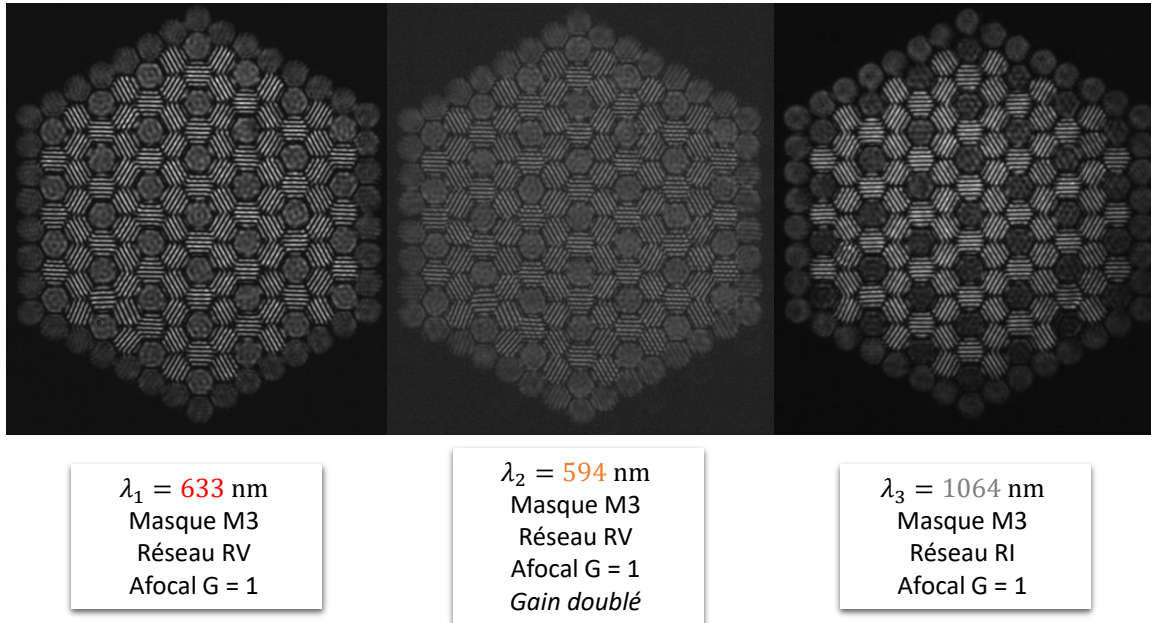 λ₁ = 633 nm
Masque M3
Réseau RV
Afocal G = 1
λ₂ = 594 nm
Masque M3
Réseau RV
Afocal G = 1
Gain doublé
λ₃ = 1064 nm
Masque M3
Réseau RI
Afocal G = 1